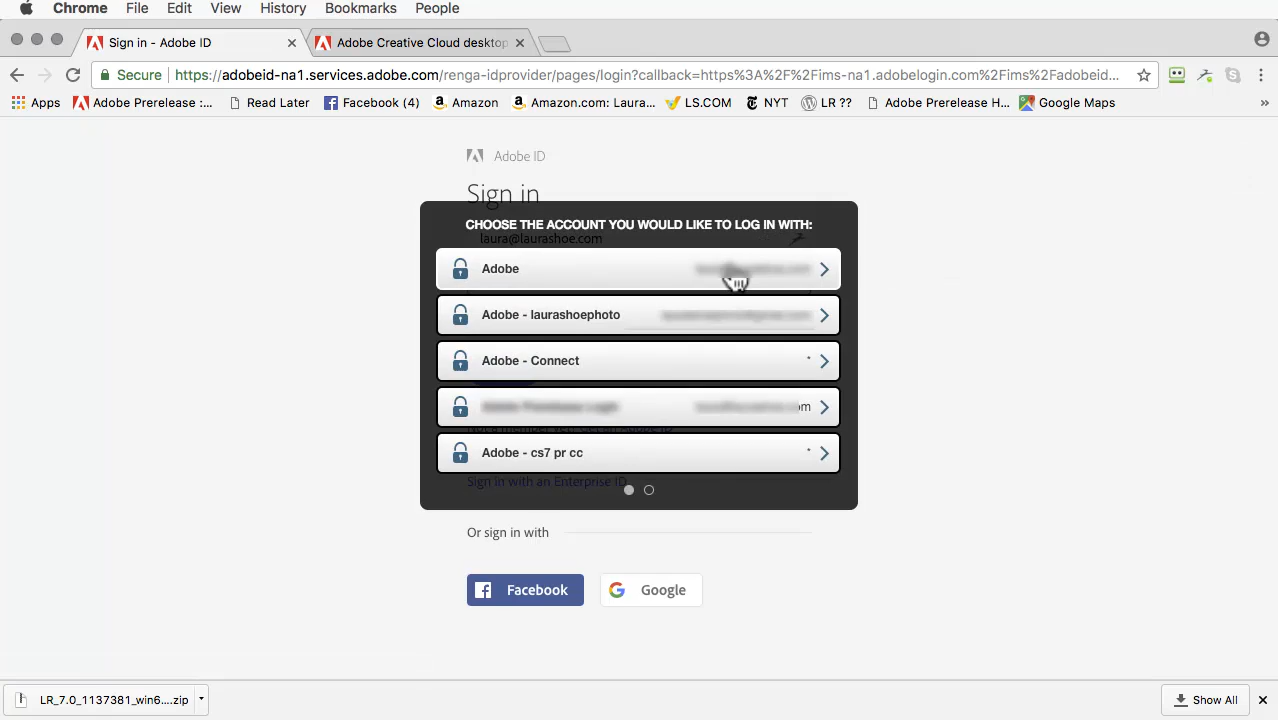 Chrome File Edit View History Bookmarks People
Sign in - Adobe ID
Adobe Creative Cloud desktop
Secure https://adobeid-na1.services.adobe.com/renga-idprovider/pages/login?callback=https%3A%2F%2Fims-na1.adobelogin.com%2Fims%2Fadobeid...
Apps Adobe Prerelease :... Read Later Facebook (4) Amazon Amazon.com: Laura... LS.COM NYT LR ?? Adobe Prerelease H... Google Maps »
Adobe ID
Sign in
CHOOSE THE ACCOUNT YOU WOULD LIKE TO LOG IN WITH:
laura@laurashoe.com
Adobe
Adobe - laurashoephoto
Adobe - Connect *
om
Adobe - cs7 pr cc *
Sign in with an Enterprise ID
Or sign in with
Facebook Google
LR_7.0_1137381_win6....zip Show All